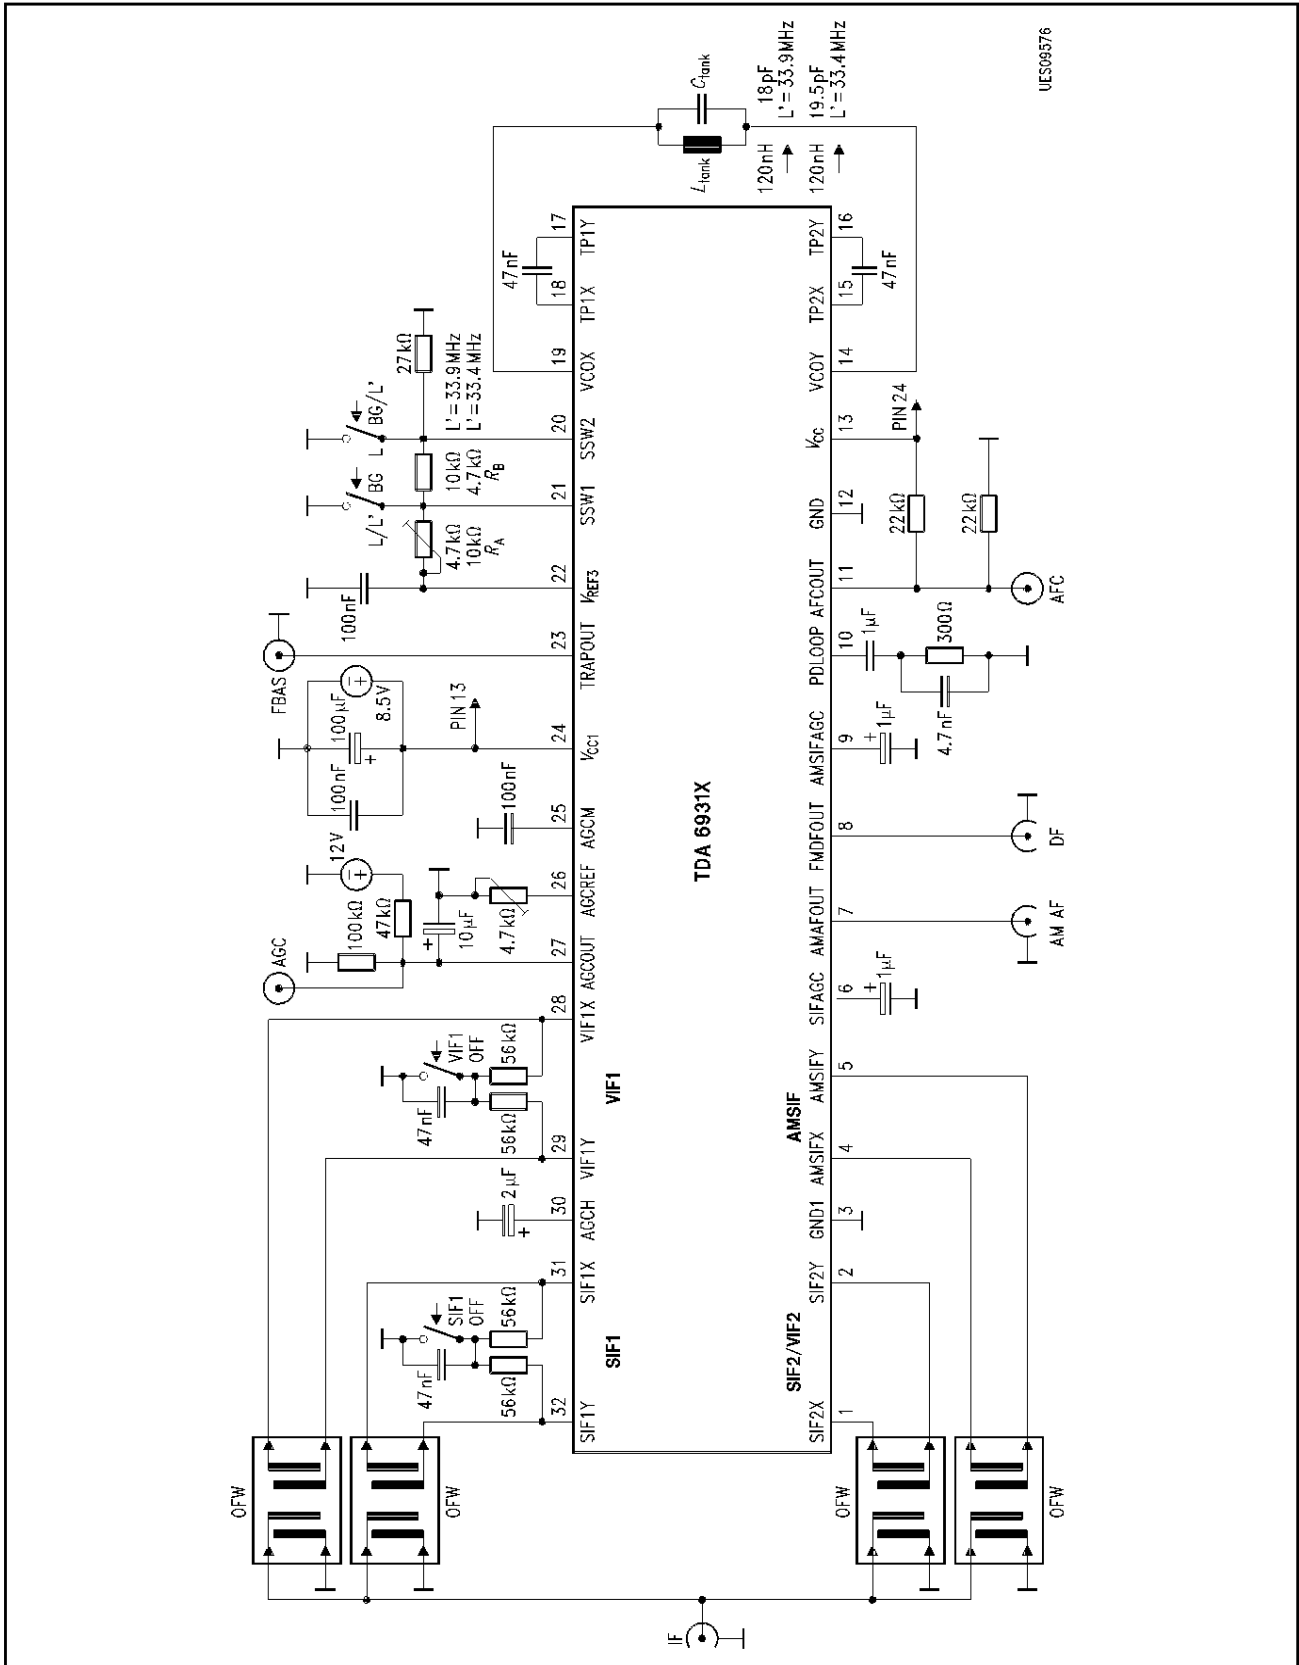 UES09576
L_tank
C_tank
120nH → 18pF
L'=33.9MHz
120nH → 19.5pF
L'=33.4MHz
47nF
17
TP1Y
18
TP1X
19
VCOX
20
SSW2
21
SSW1
22
V_REF3
23
TRAPOUT
24
V_CC1
25
AGCM
26
AGCREF
27
AGCOUT
28
VIF1X
29
VIF1Y
30
AGCH
31
SIF1X
32
SIF1Y
27kΩ
L'=33.9MHz
L'=33.4MHz
L
BG/L'
10kΩ
4.7kΩ
R_B
L/L'
BG
4.7kΩ
10kΩ
R_A
100nF
FBAS
100nF
100µF
+
8.5V
+
PIN 13
100nF
12V
+
47kΩ
100kΩ
AGC
10µF
+
4.7kΩ
VIF1
OFF
47nF
56kΩ
56kΩ
2µF
+
SIF1
OFF
47nF
56kΩ
56kΩ
VIF1
SIF1
TDA 6931X
AMSIF
SIF2/VIF2
TP2Y
16
47nF
TP2X
15
VCOY
14
V_CC
13
PIN 24
GND
12
22kΩ
22kΩ
AFCOUT
11
AFC
PDLOOP
10
1µF
300Ω
4.7nF
AMSIFAGC
9
+
1µF
FMDFOUT
8
DF
AMAFOUT
7
AM AF
SIFAGC
6
+
1µF
AMSIFY
5
AMSIFX
4
GND1
3
SIF2Y
2
SIF2X
1
OFW
OFW
OFW
OFW
IF